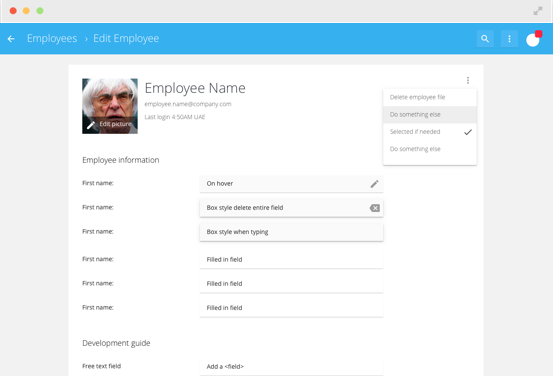 Employees › Edit Employee
Employee Name
employee name@company.com
Last login 4:50AM UAE
Edit picture
Delete employee file
Do something else
Selected if needed
Do something else
Employee information
First name: On hover
First name: Box style delete entire field
First name: Box style when typing
First name: Filled in field
First name: Filled in field
First name: Filled in field
Development guide
Free text field Add a <field>